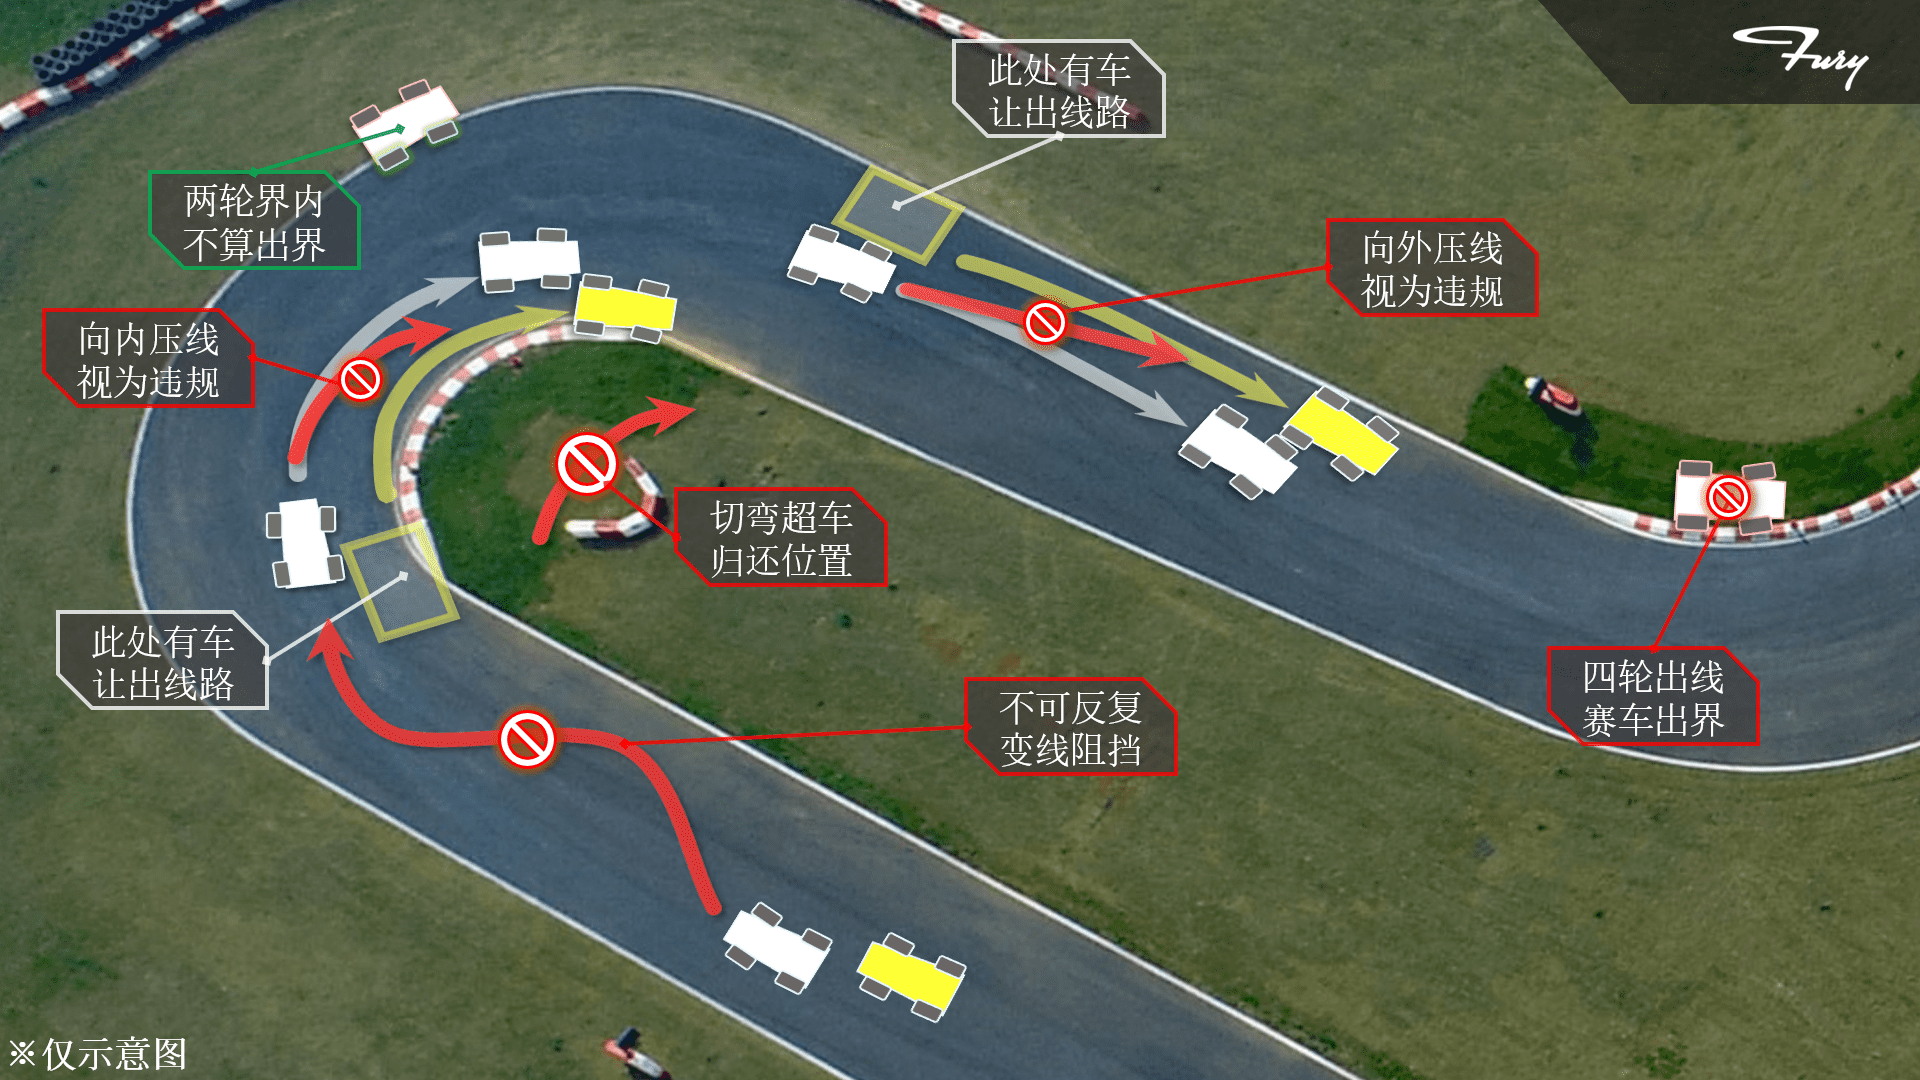 Fury
此处有车
让出线路
两轮界内
不算出界
向外压线
视为违规
向内压线
视为违规
切弯超车
归还位置
此处有车
让出线路
不可反复
变线阻挡
四轮出线
赛车出界
※仅示意图